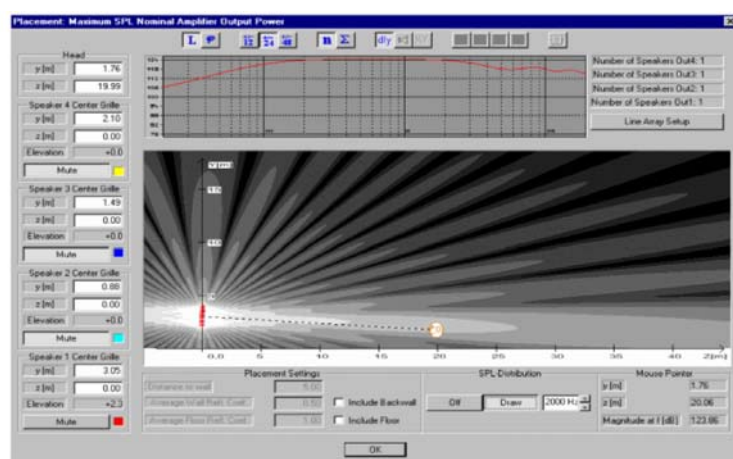 Placement: Maximum SPL Nominal Amplifier Output Power
L φ 12 24 48 n Σ dly
Head
y [m] 1.76
z [m] 19.99
Speaker 4 Center Grille
y [m] 2.10
z [m] 0.00
Elevation +0.0
Mute
Speaker 3 Center Grille
y [m] 1.49
z [m] 0.00
Elevation +0.0
Mute
Speaker 2 Center Grille
y [m] 0.88
z [m] 0.00
Elevation +0.0
Mute
Speaker 1 Center Grille
y [m] 3.05
z [m] 0.00
Elevation +2.3
Mute
Number of Speakers Out4: 1
Number of Speakers Out3: 1
Number of Speakers Out2: 1
Number of Speakers Out1: 1
Line Array Setup
Y[m]
15
10
5
0.0 5 10 15 20 25 30 35 40 Z[m]
Placement Settings
Distance to wall 5.00
Average Wall Refl. Coef. 0.50
Average Floor Refl. Coef. 1.00
Include Backwall
Include Floor
SPL-Distribution
Off Draw 2000 Hz
Mouse Pointer
y [m] 1.76
z [m] 20.06
Magnitude at f [dB] 123.86
OK